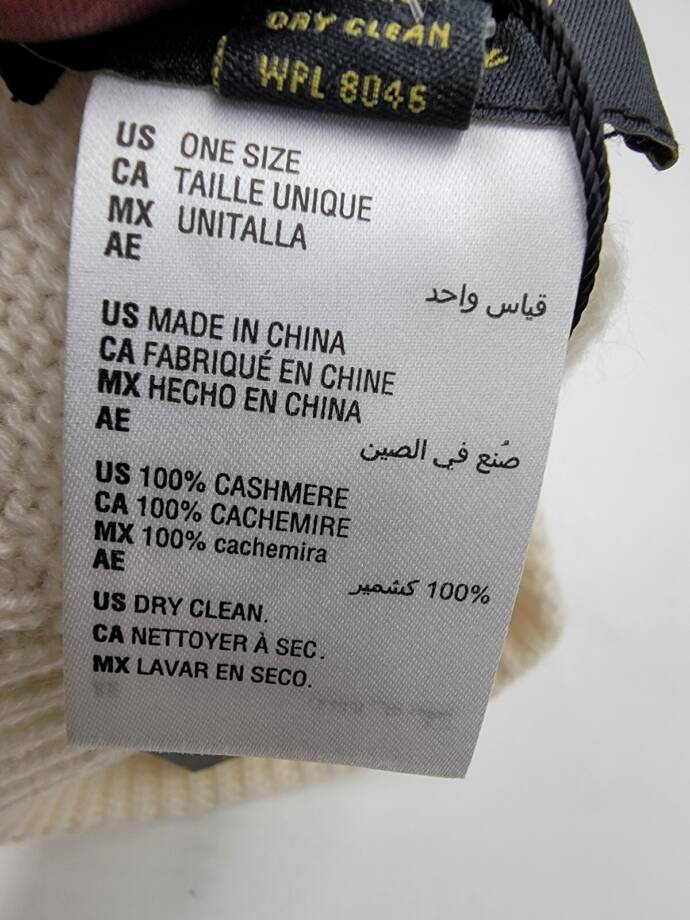 DRY CLEAN
WPL 8046
US ONE SIZE
CA TAILLE UNIQUE
MX UNITALLA
AE
قياس واحد
US MADE IN CHINA
CA FABRIQUÉ EN CHINE
MX HECHO EN CHINA
AE
صُنع في الصين
US 100% CASHMERE
CA 100% CACHEMIRE
MX 100% cachemira
AE
100% كشمير
US DRY CLEAN.
CA NETTOYER À SEC.
MX LAVAR EN SECO.